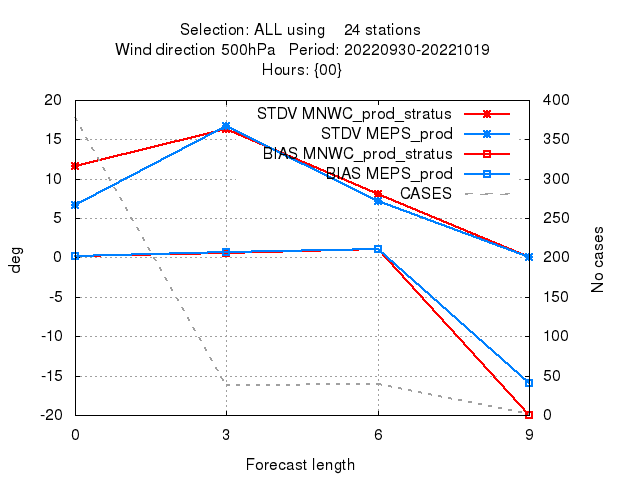 Selection: ALL using    24 stations
Wind direction 500hPa   Period: 20220930-20221019
Hours: {00}
STDV MNWC_prod_stratus
STDV MEPS_prod
BIAS MNWC_prod_stratus
BIAS MEPS_prod
CASES
20
15
10
5
0
-5
-10
-15
-20
deg
400
350
300
250
200
150
100
50
0
No cases
0 3 6 9
Forecast length